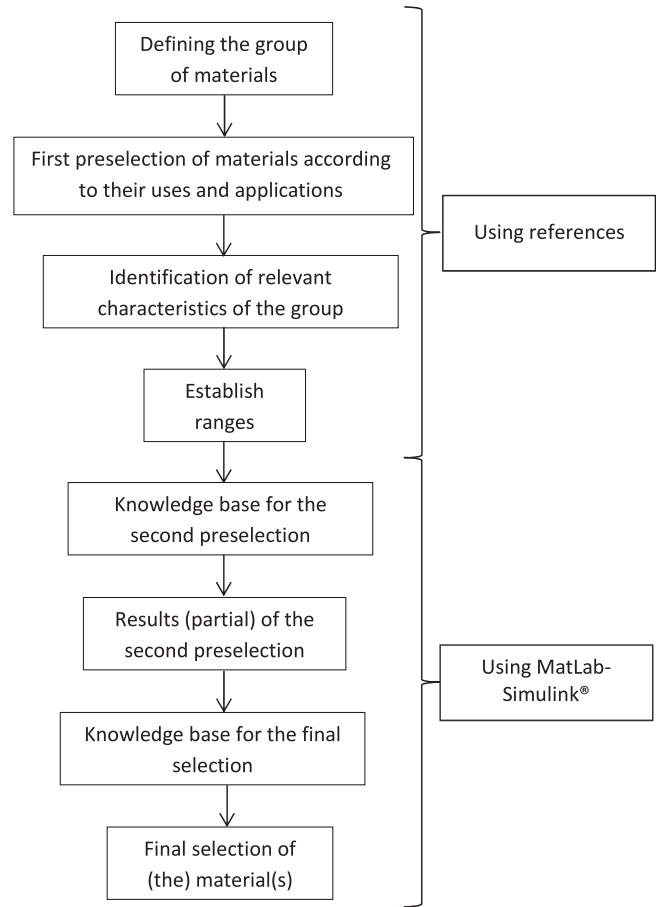 Defining the group
of materials
First preselection of materials according
to their uses and applications
Identification of relevant
characteristics of the group
Establish
ranges
Using references
Knowledge base for the
second preselection
Results (partial) of the
second preselection
Knowledge base for the final
selection
Final selection of
(the) material(s)
Using MatLab-
Simulink®